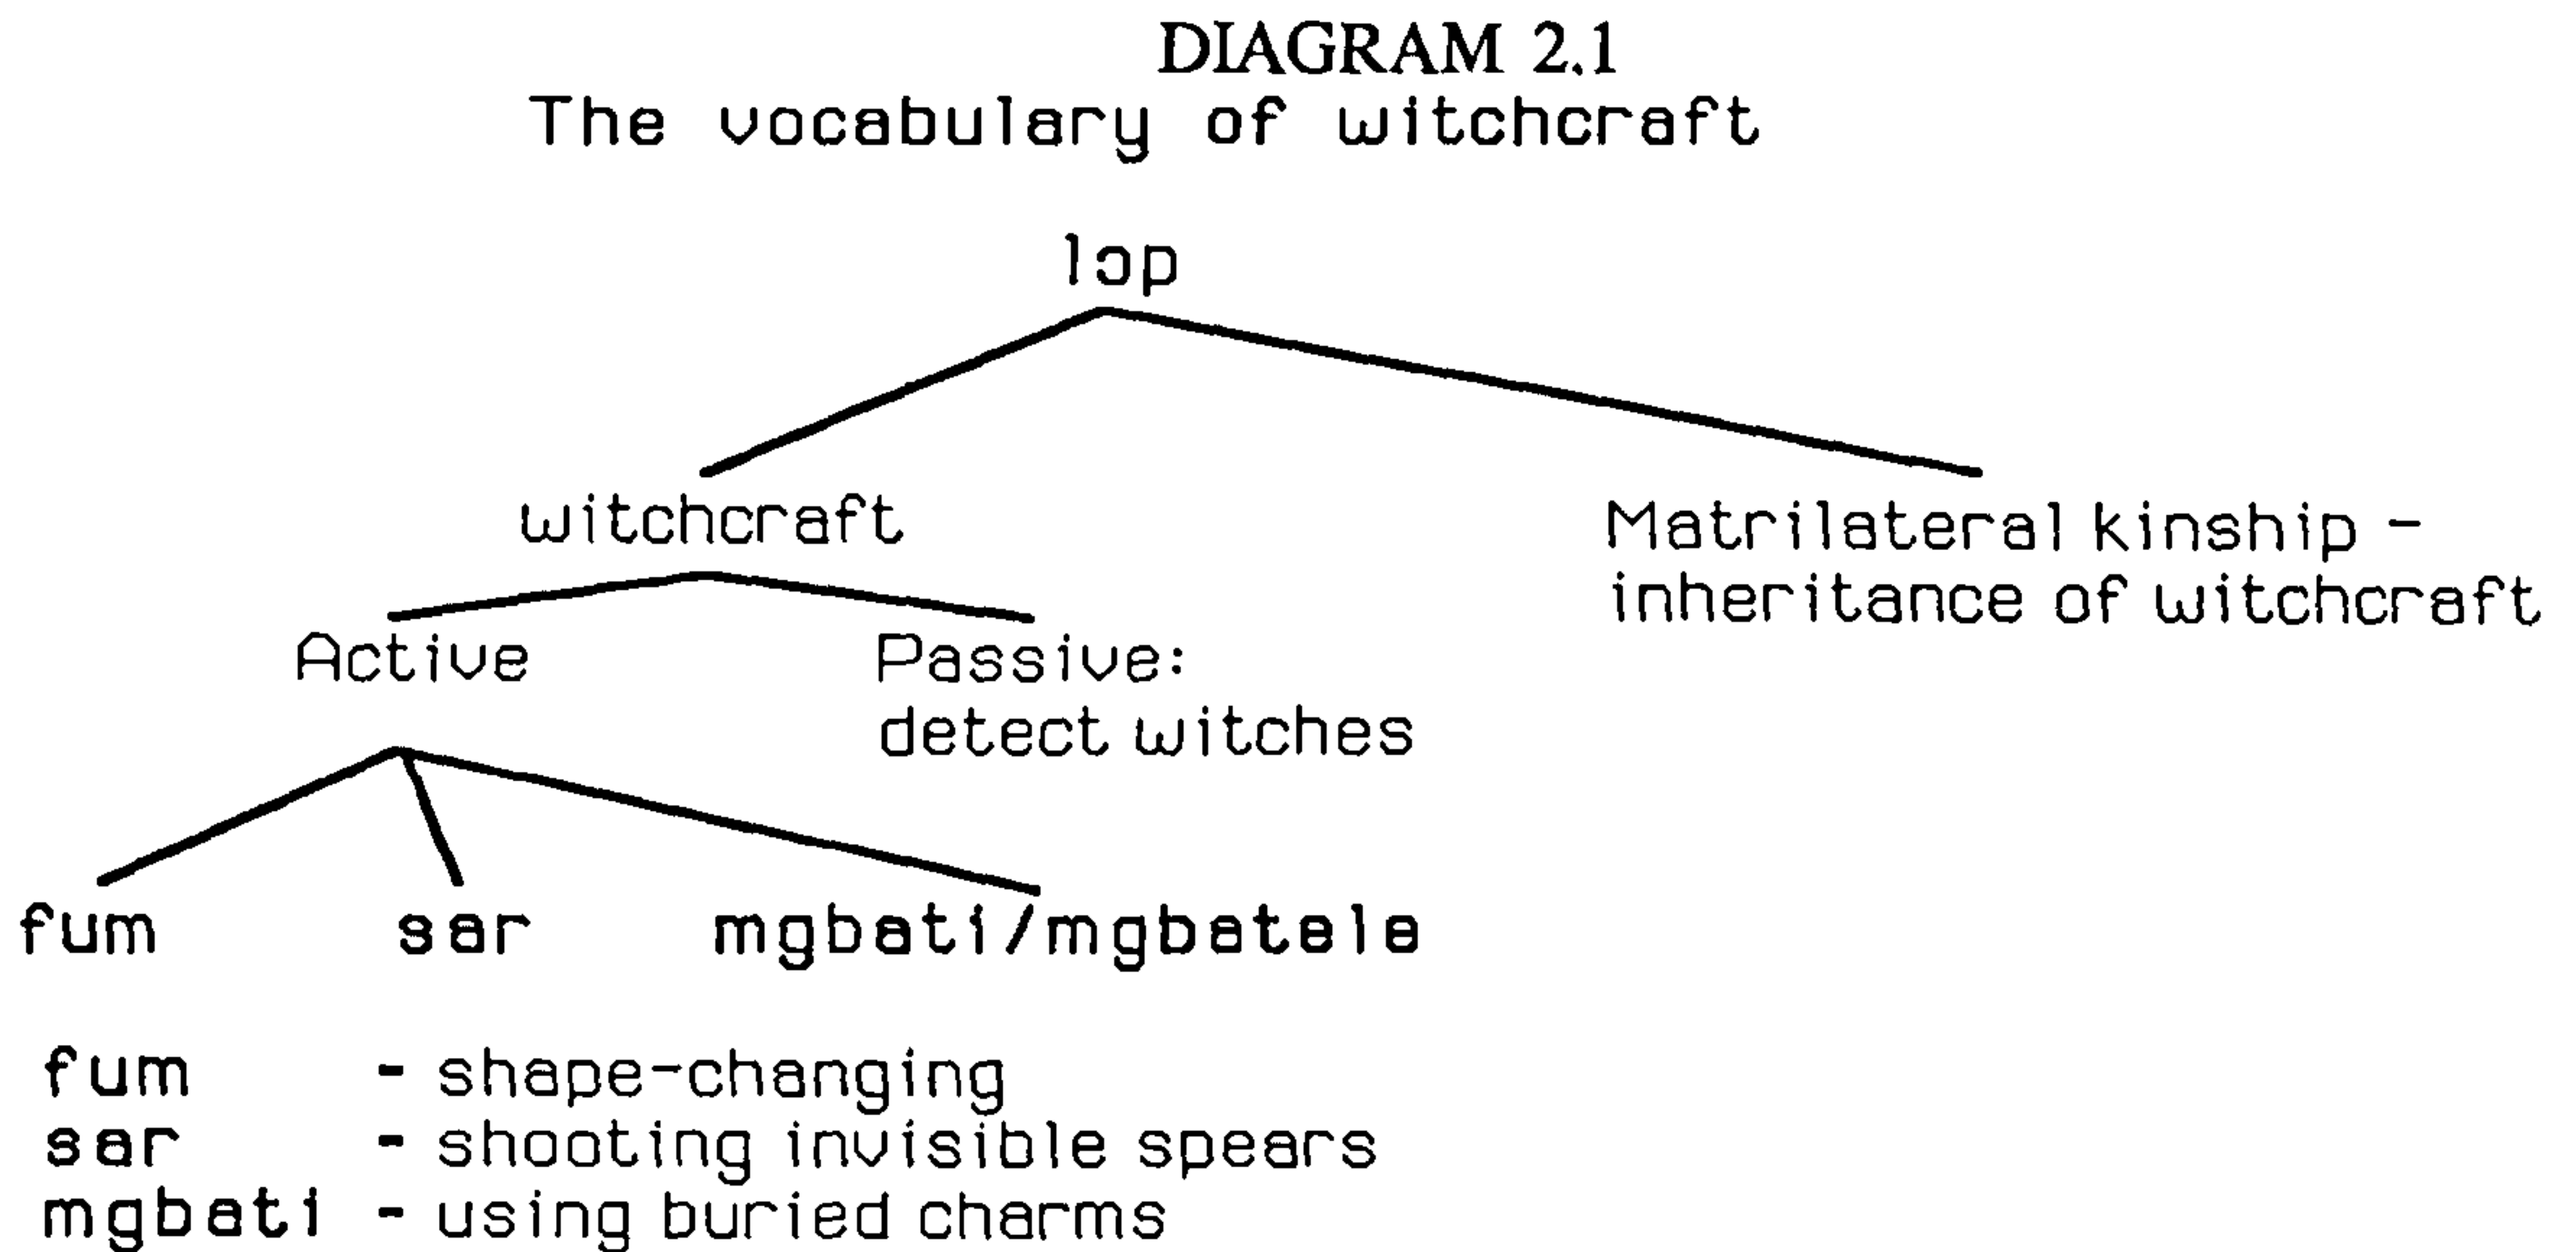 DIAGRAM 2.1
The vocabulary of witchcraft
lɔp
witchcraft
Matrilateral kinship -
inheritance of witchcraft
Active
Passive:
detect witches
fum sar mgbati/mgbatele
fum - shape-changing
sar - shooting invisible spears
mgbati - using buried charms